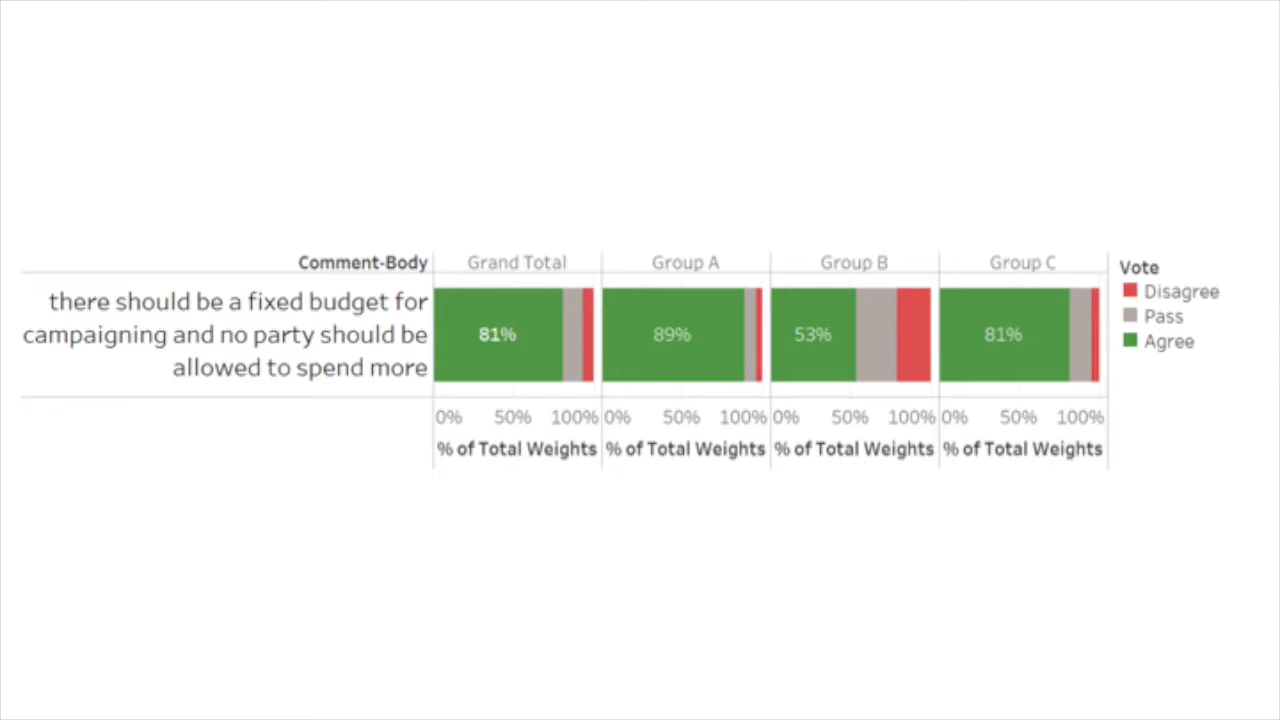 Comment-Body Grand Total Group A Group B Group C
there should be a fixed budget for
campaigning and no party should be
allowed to spend more
81% 89% 53% 81%
0% 50% 100% 0% 50% 100% 0% 50% 100% 0% 50% 100%
% of Total Weights % of Total Weights % of Total Weights % of Total Weights
Vote
Disagree
Pass
Agree